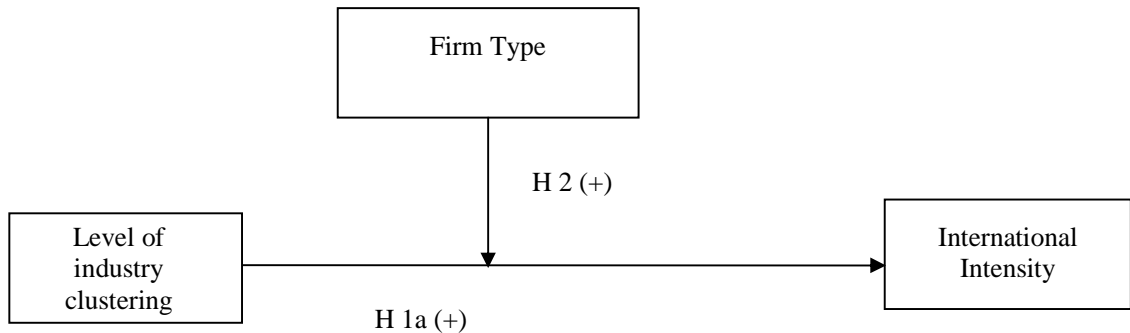 Firm Type
H 2 (+)
Level of
industry
clustering
International
Intensity
H 1a (+)